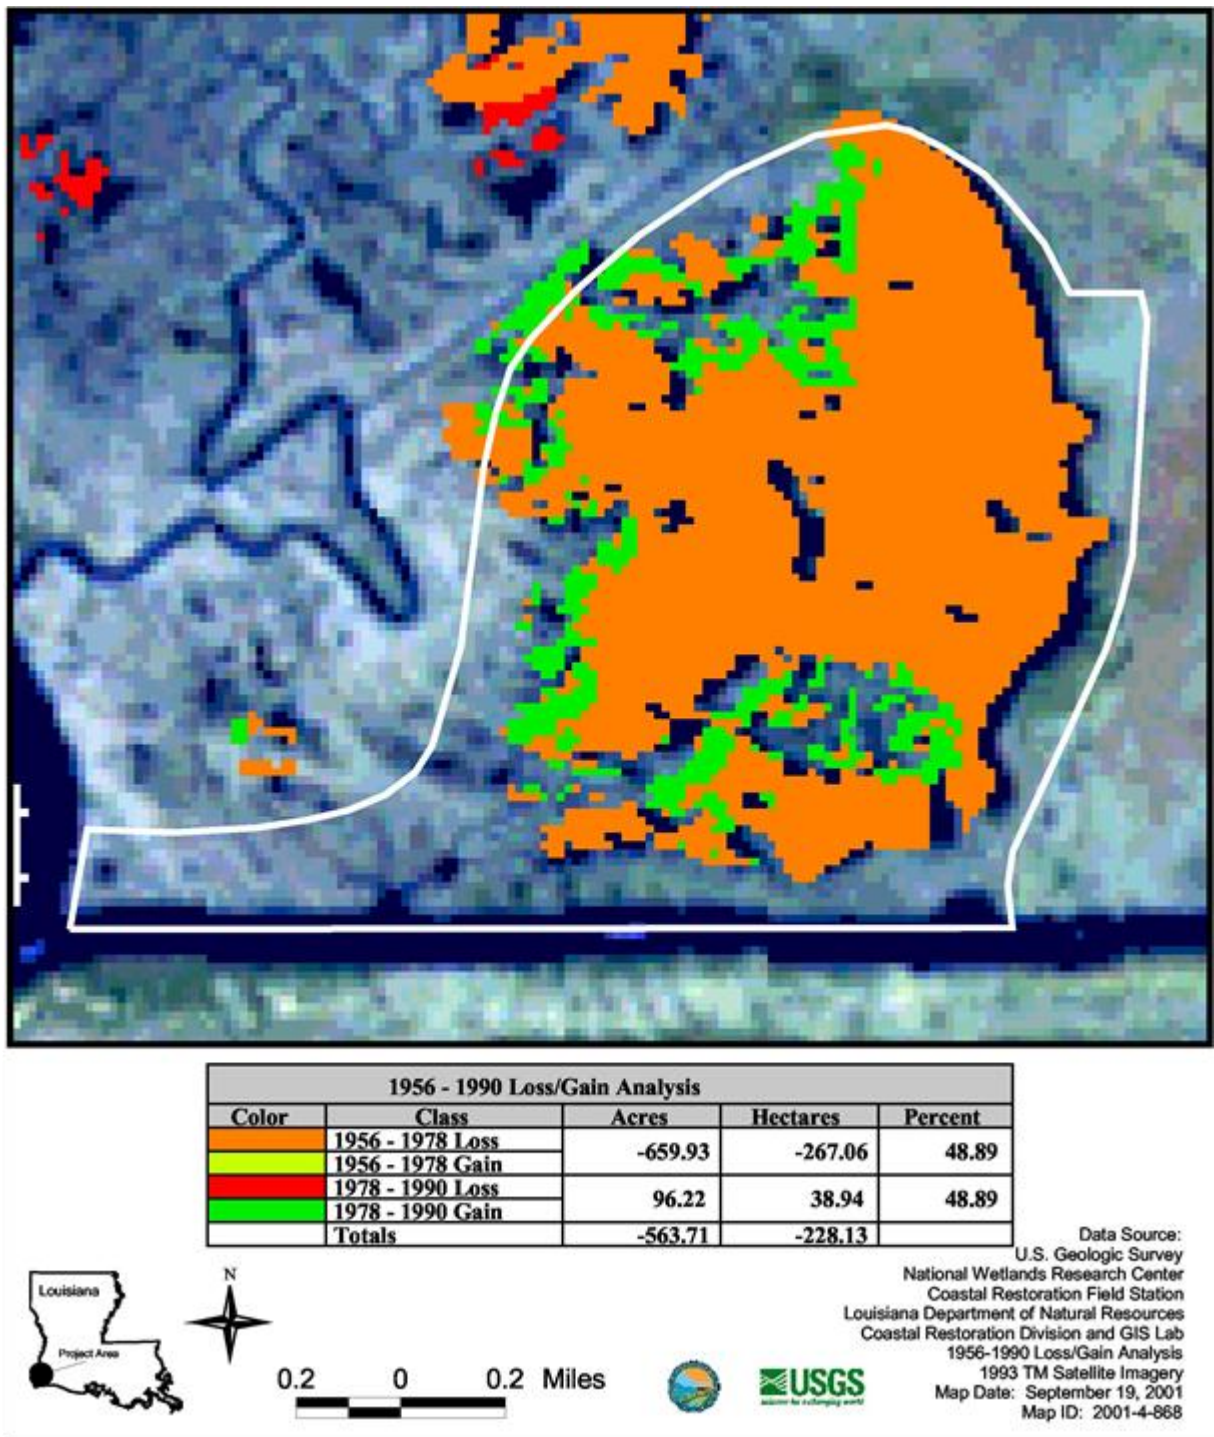 1956 - 1990 Loss/Gain Analysis
Color Class Acres Hectares Percent
1956 - 1978 Loss
1956 - 1978 Gain
-659.93 -267.06 48.89
1978 - 1990 Loss
1978 - 1990 Gain
96.22 38.94 48.89
Totals -563.71 -228.13
Data Source:
U.S. Geologic Survey
National Wetlands Research Center
Coastal Restoration Field Station
Louisiana Department of Natural Resources
Coastal Restoration Division and GIS Lab
1956-1990 Loss/Gain Analysis
1993 TM Satellite Imagery
Map Date: September 19, 2001
Map ID: 2001-4-868
Louisiana
Project Area
N
0.2 0 0.2 Miles
USGS
science for a changing world